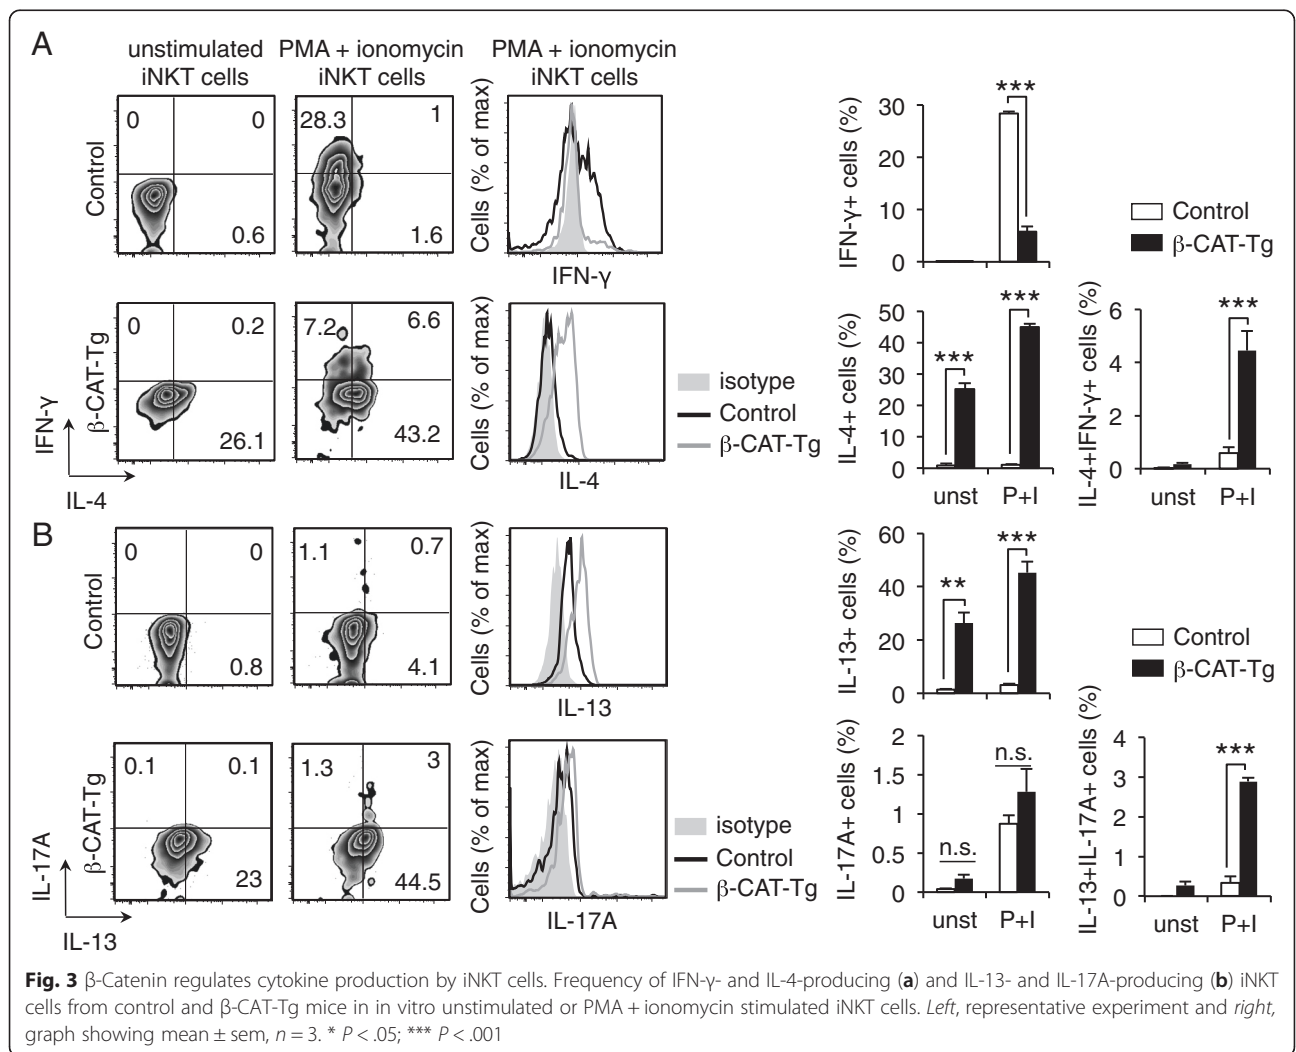 A
unstimulated
iNKT cells
PMA + ionomycin
iNKT cells
PMA + ionomycin
iNKT cells
Control
0
0
0.6
28.3
1
1.6
Cells (% of max)
IFN-γ
β-CAT-Tg
0
0.2
26.1
7.2
6.6
43.2
Cells (% of max)
IL-4
IFN-γ
IL-4
isotype
Control
β-CAT-Tg
IFN-γ+ cells (%)
30
20
10
0
***
Control
β-CAT-Tg
IL-4+ cells (%)
50
40
30
20
10
0
***
***
unst
P+I
IL-4+IFN-γ+ cells (%)
6
4
2
0
***
unst
P+I
B
Control
0
0
0.8
1.1
0.7
4.1
Cells (% of max)
IL-13
β-CAT-Tg
0.1
0.1
23
1.3
3
44.5
Cells (% of max)
IL-17A
IL-17A
IL-13
isotype
Control
β-CAT-Tg
IL-13+ cells (%)
60
40
20
0
**
***
Control
β-CAT-Tg
IL-17A+ cells (%)
2
1.5
1
0.5
0
n.s.
n.s.
unst
P+I
IL-13+IL-17A+ cells (%)
4
3
2
1
0
***
unst
P+I
Fig. 3 β-Catenin regulates cytokine production by iNKT cells. Frequency of IFN-γ- and IL-4-producing (a) and IL-13- and IL-17A-producing (b) iNKT
cells from control and β-CAT-Tg mice in in vitro unstimulated or PMA + ionomycin stimulated iNKT cells. Left, representative experiment and right,
graph showing mean ± sem, n = 3. * P < .05; *** P < .001